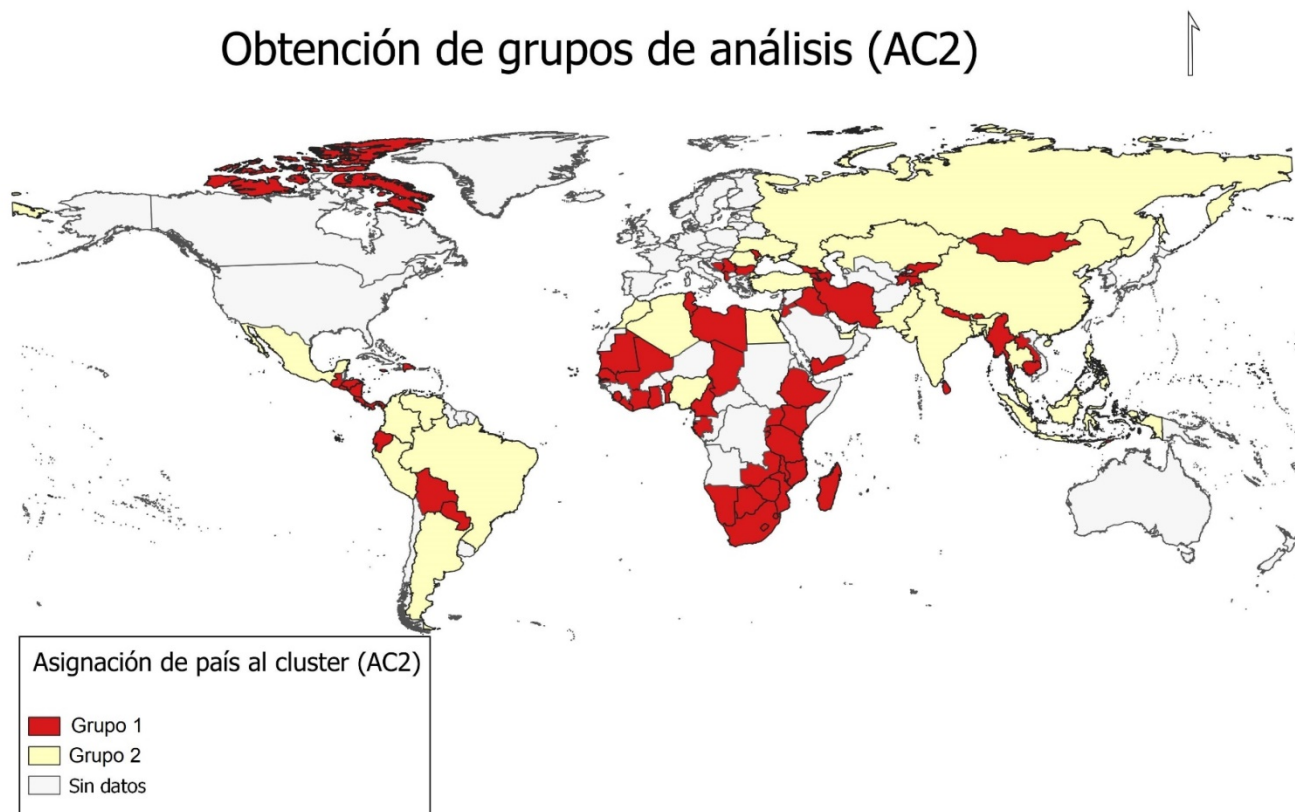 Obtención de grupos de análisis (AC2)
Asignación de país al cluster (AC2)
Grupo 1
Grupo 2
Sin datos